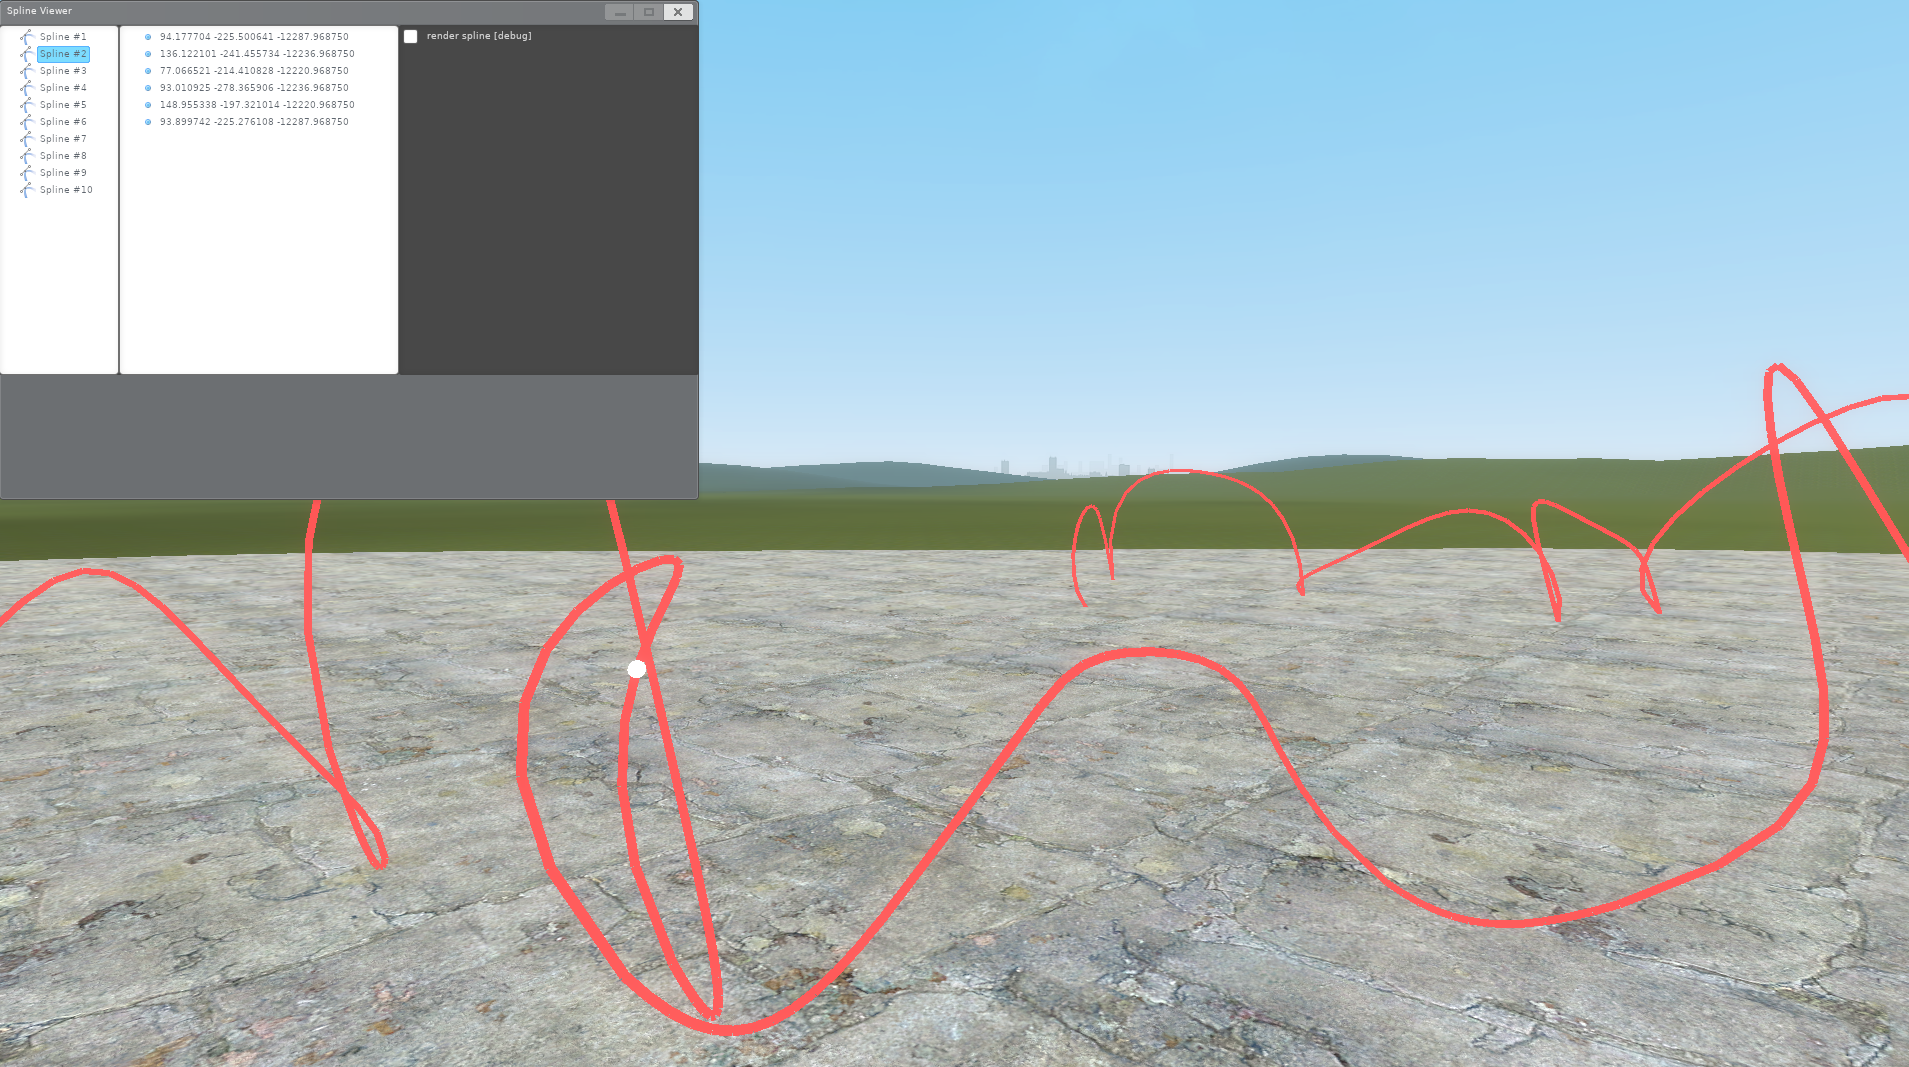 Spline Viewer
Spline #1
Spline #2
Spline #3
Spline #4
Spline #5
Spline #6
Spline #7
Spline #8
Spline #9
Spline #10
94.177704 -225.500641 -12287.968750
136.122101 -241.455734 -12236.968750
77.066521 -214.410828 -12220.968750
93.010925 -278.365906 -12236.968750
148.955338 -197.321014 -12220.968750
93.899742 -225.276108 -12287.968750
render spline [debug]